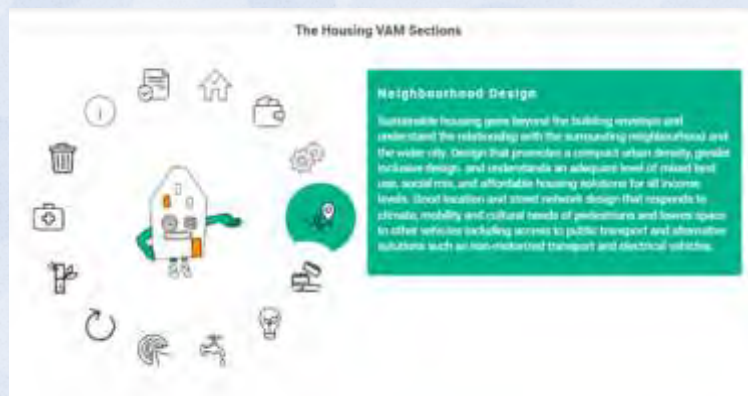 The Housing VAM Sections
Neighbourhood Design
Sustainable housing goes beyond the building envelope and
understand the relationship with the surrounding neighbourhood and
the wider city. Design that promotes a compact urban density, gender
inclusive design, and understands an adequate level of mixed land
use, social mix, and affordable housing solutions for all income
levels. Good location and street network design that responds to
climate, mobility and cultural needs of pedestrians and leaves space
to other vehicles including access to public transport and alternative
solutions such as non-motorized transport and electrical vehicles.